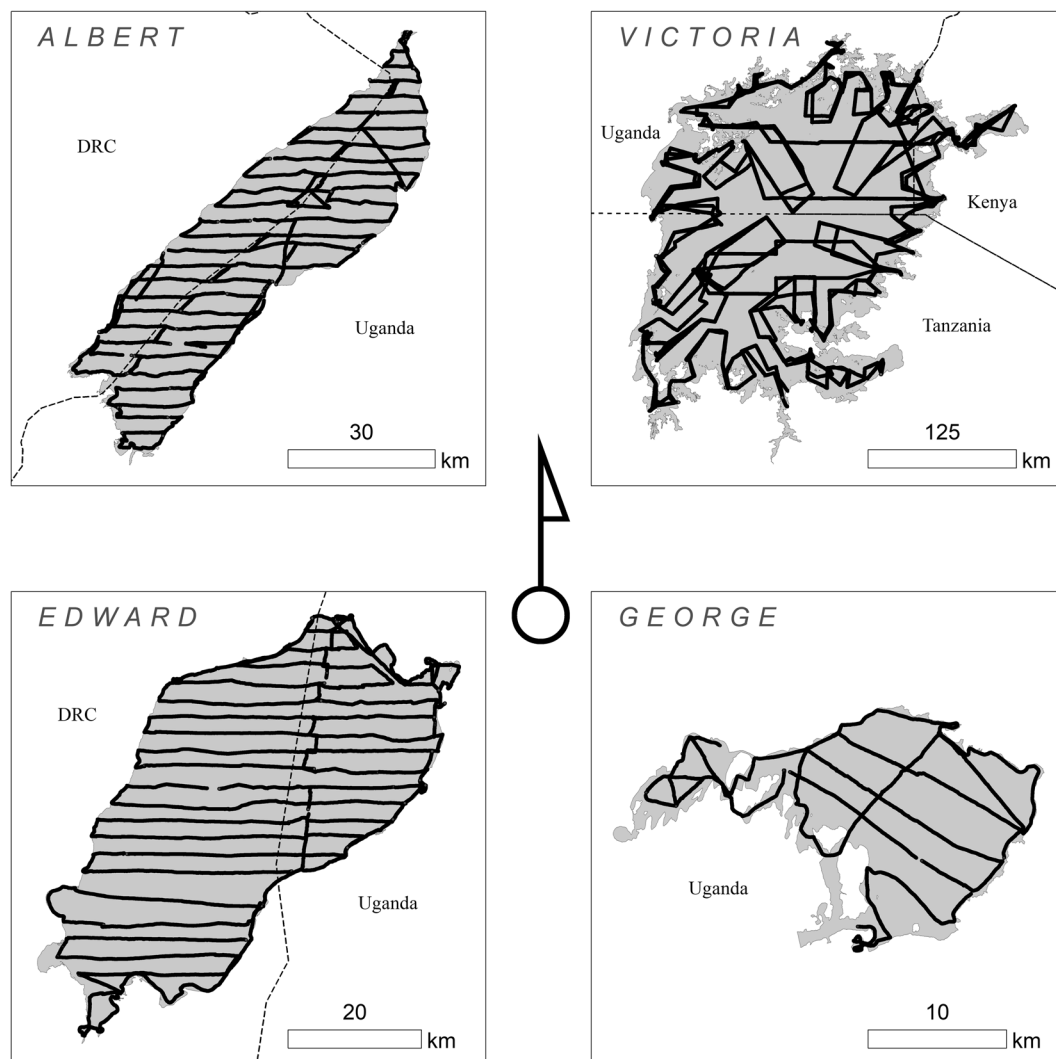 ALBERT
DRC
Uganda
30
km
VICTORIA
Uganda
Kenya
Tanzania
125
km
EDWARD
DRC
Uganda
20
km
GEORGE
Uganda
10
km